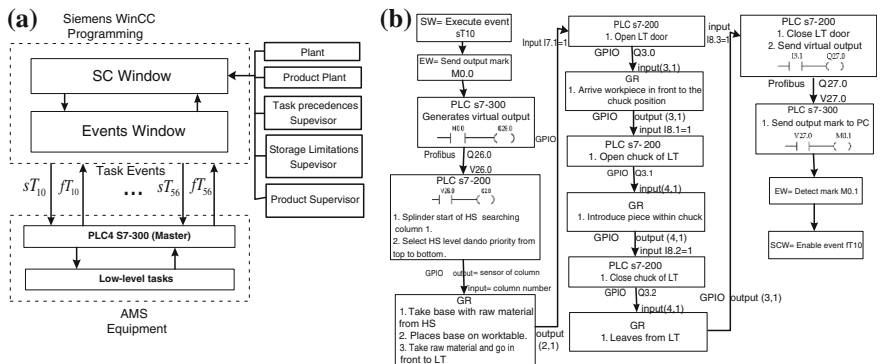 (a)
Siemens WinCC
Programming
SC Window
Events Window
Plant
Product Plant
Task precedences
Supevisor
Storage Limitations
Supervisor
Product Supervisor
Task Events
sT10
fT10
...
sT56
fT56
PLC4 S7-300 (Master)
Low-level tasks
AMS
Equipment
(b)
SW= Execute event
sT10
EW= Send output mark
M0.0
PLC s7-300
Generates virtual output
M0.0
Q26.0
Profibus
Q26.0
V26.0
PLC s7-200
V26.0
Q2.0
1. Splinder start of HS searching
column 1.
2. Select HS level dando priority from
top to bottom.
GPIO
output= sensor of column
input= column number
GR
1. Take base with raw material
from HS
2. Places base on worktable.
3. Take raw material and go in
front to LT
output
(2,1)
GPIO
Input I7.1=1
PLC s7-200
1. Open LT door
GPIO
Q3.0
input(3,1)
GR
1. Arrive workpiece in front to the
chuck position
GPIO
output (3,1)
input I8.1=1
PLC s7- 200
1. Open chuck of LT
GPIO
Q3.1
input(4,1)
GR
1. Introduce piece within chuck
GPIO
output (4,1)
input I8.2=1
PLC s7-200
1. Close chuck of LT
GPIO
Q3.2
input(4,1)
GR
1. Leaves from LT
GPIO output (3,1)
input
I8.3=1
PLC s7-200
1. Close LT door
2. Send virtual output
I3.1
Q27.0
Profibus
Q27.0
V27.0
PLC s7-300
1. Send output mark to PC
V27.0
M0.1
EW= Detect mark M0.1
SCW= Enable event fT10